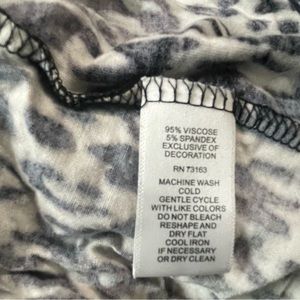 95% VISCOSE
5% SPANDEX
EXCLUSIVE OF
DECORATION
RN 73163
MACHINE WASH
COLD
GENTLE CYCLE
WITH LIKE COLORS
DO NOT BLEACH
RESHAPE AND
DRY FLAT
COOL IRON
IF NECESSARY
OR DRY CLEAN